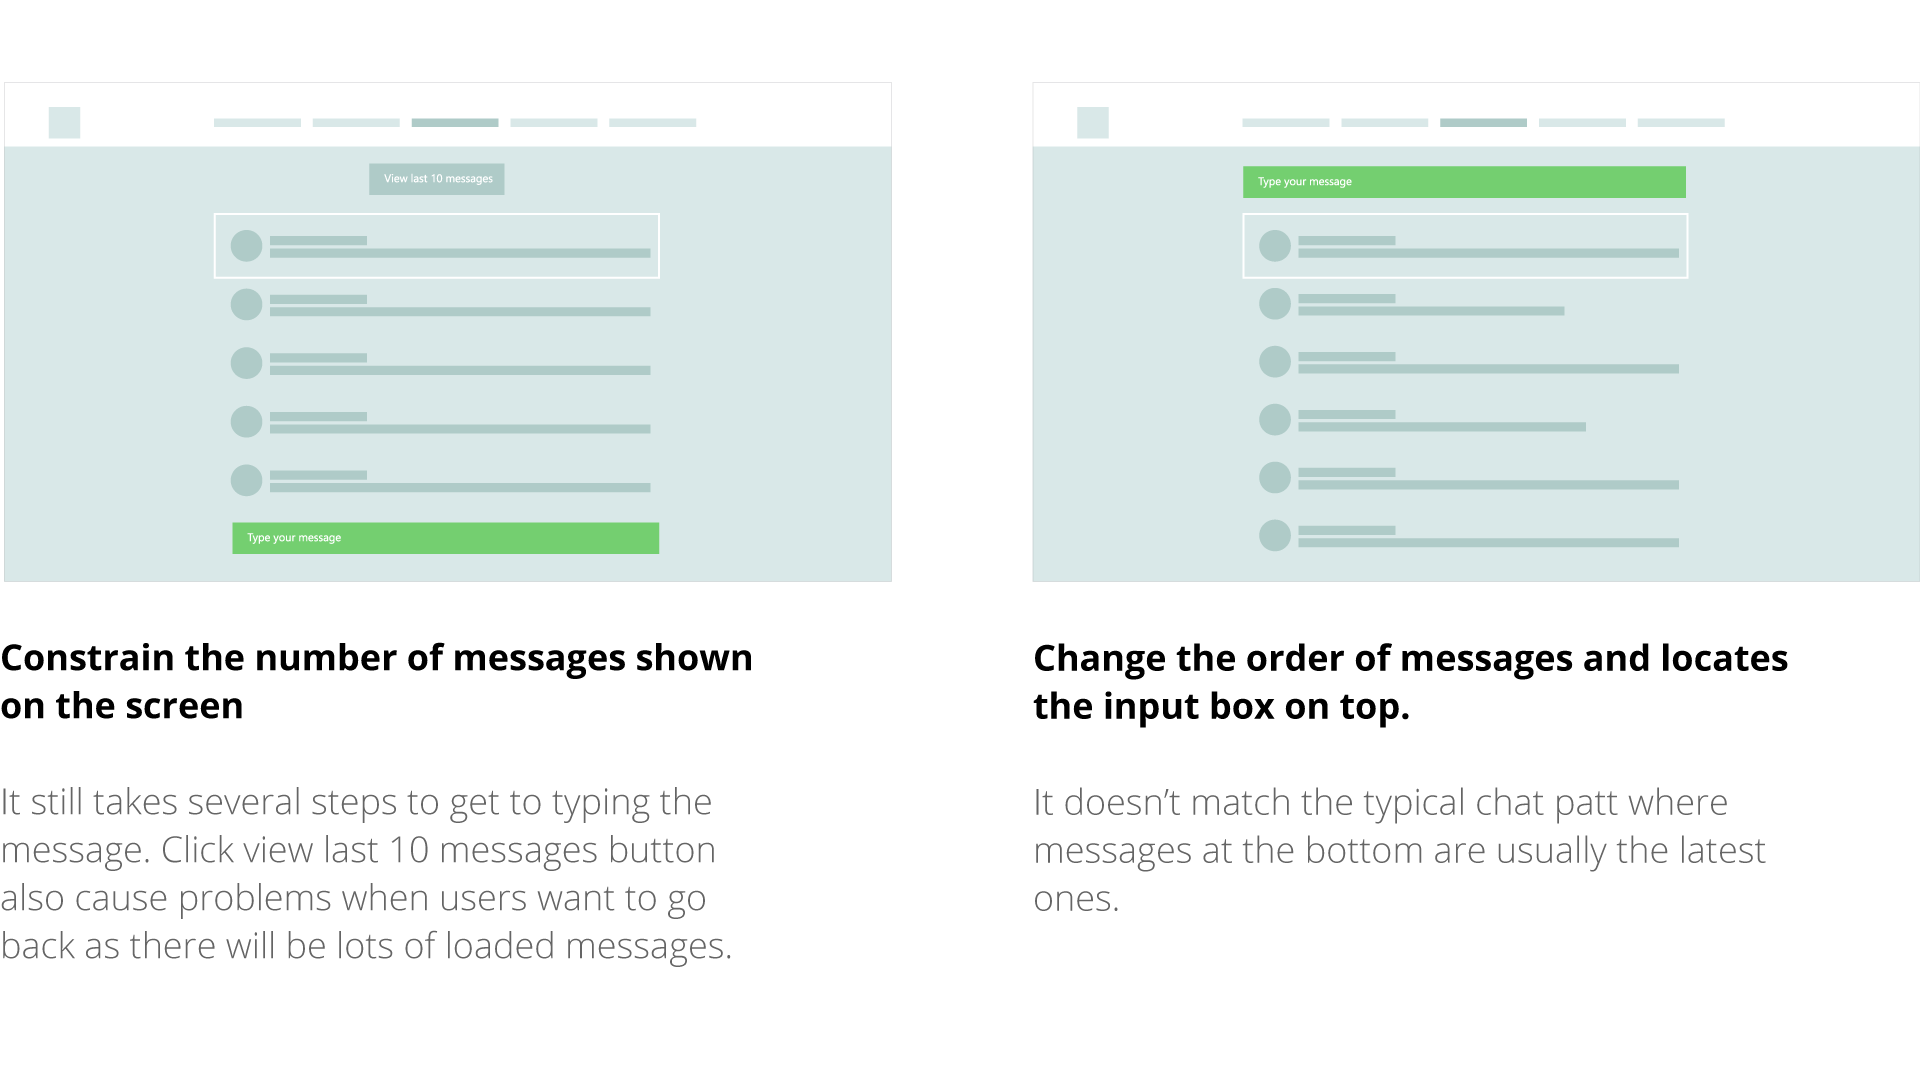 View last 10 messages
Type your message
Constrain the number of messages shown
on the screen
It still takes several steps to get to typing the
message. Click view last 10 messages button
also cause problems when users want to go
back as there will be lots of loaded messages.
Type your message
Change the order of messages and locates
the input box on top.
It doesn’t match the typical chat patt where
messages at the bottom are usually the latest
ones.